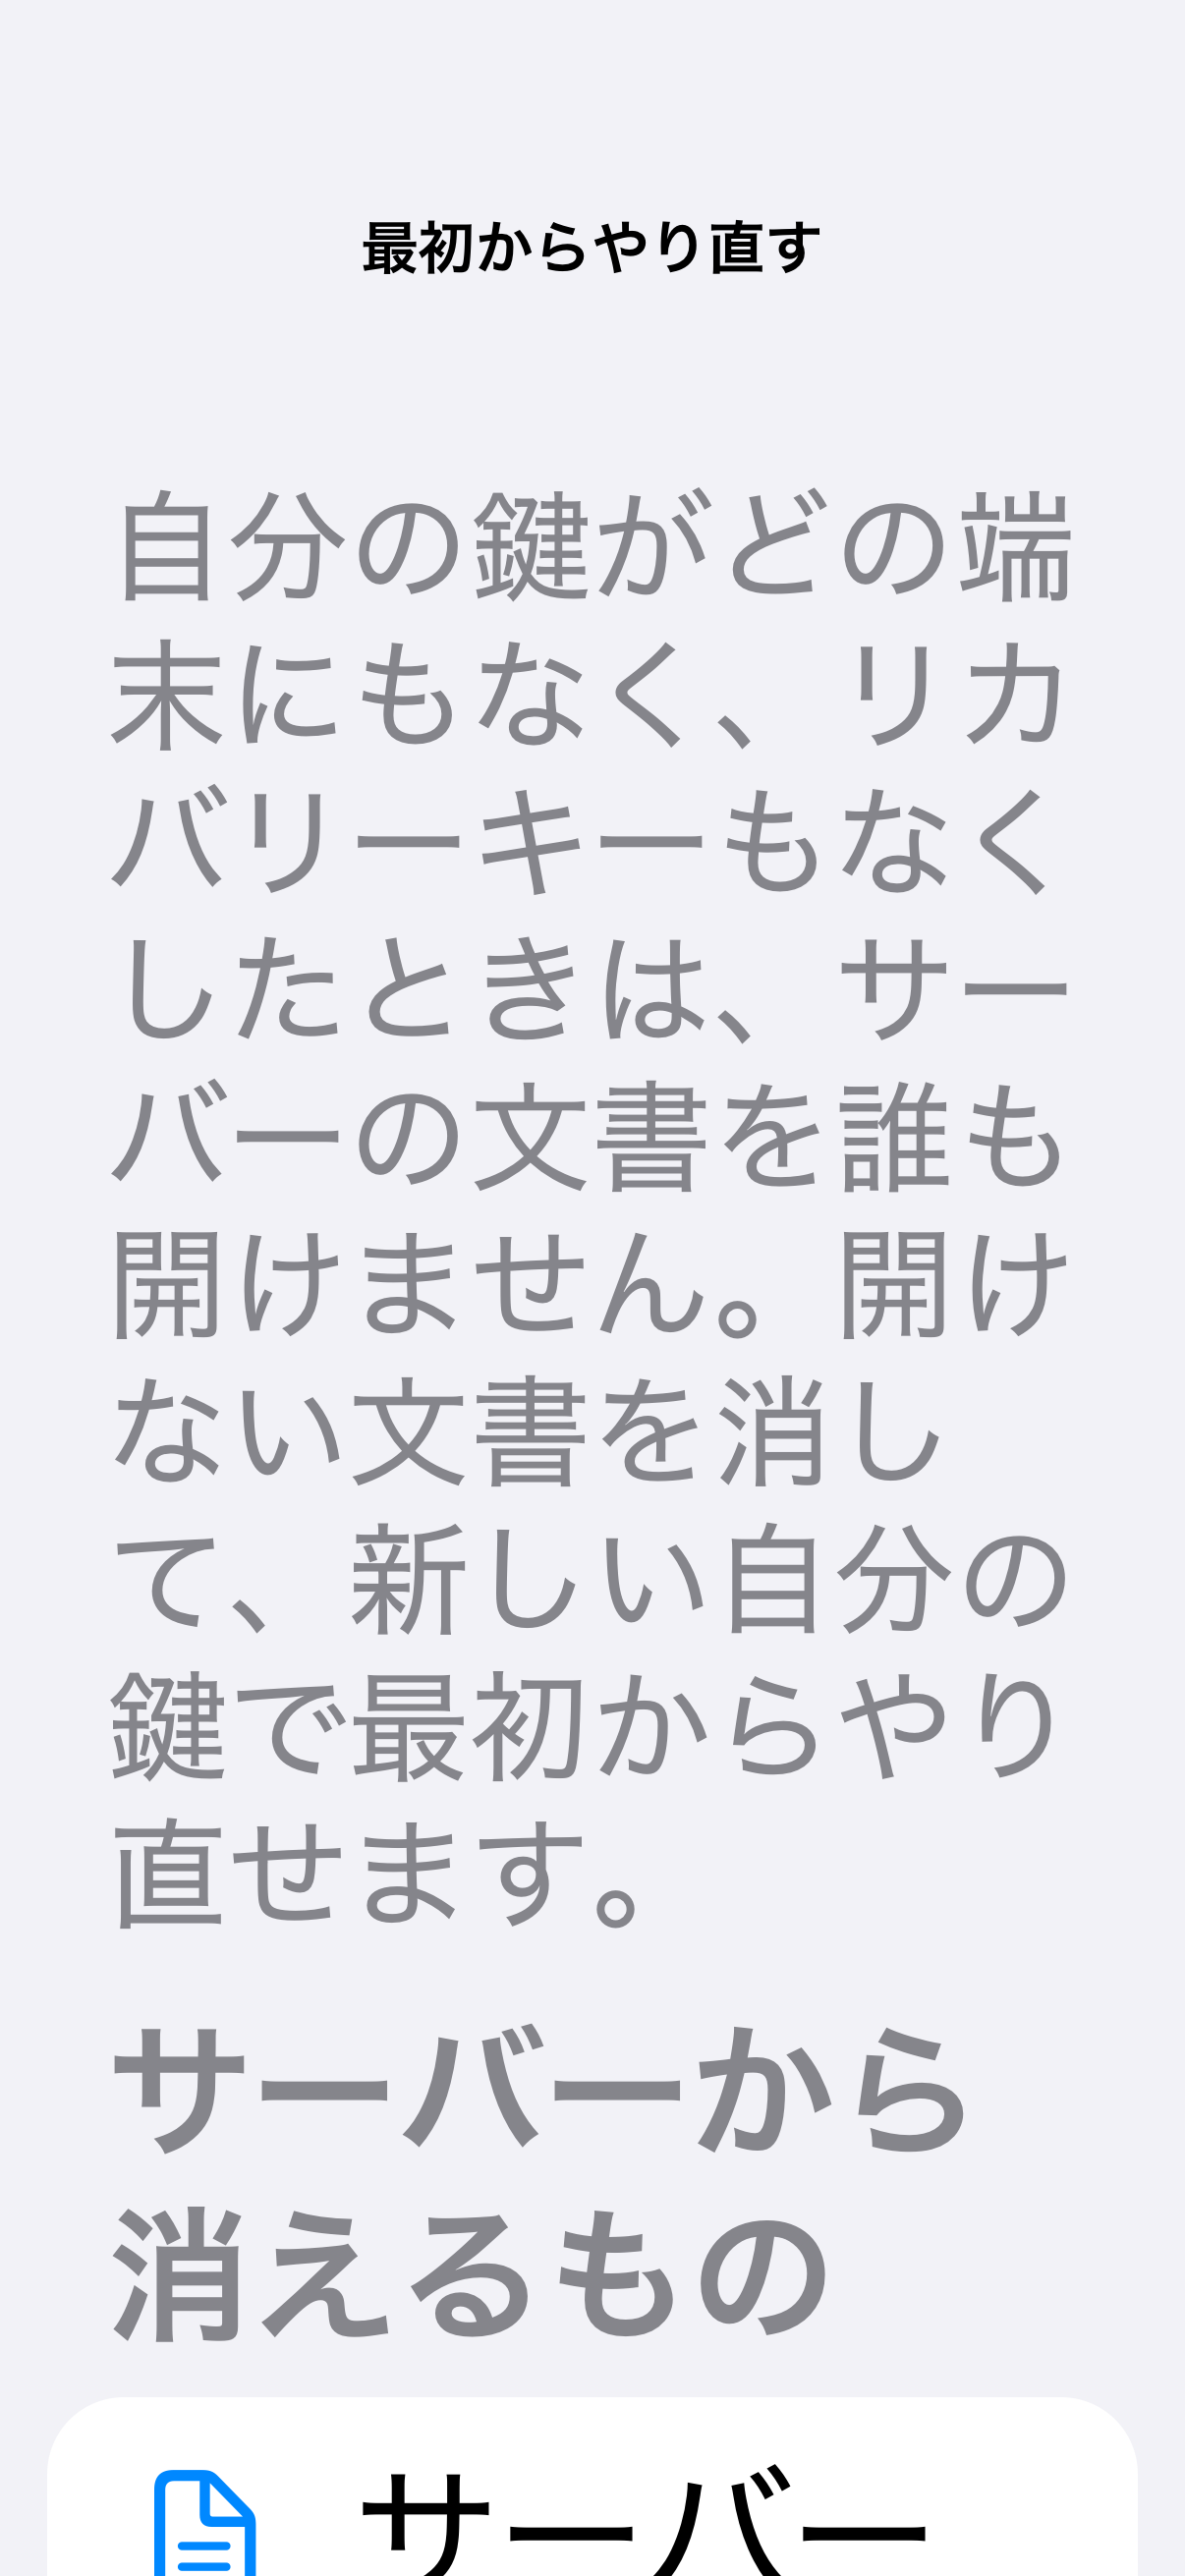 最初からやり直す
自分の鍵がどの端
末にもなく、リカ
バリーキーもなく
したときは、サー
バーの文書を誰も
開けません。開け
ない文書を消し
て、新しい自分の
鍵で最初からやり
直せます。
サーバーから
消えるもの
サーバー